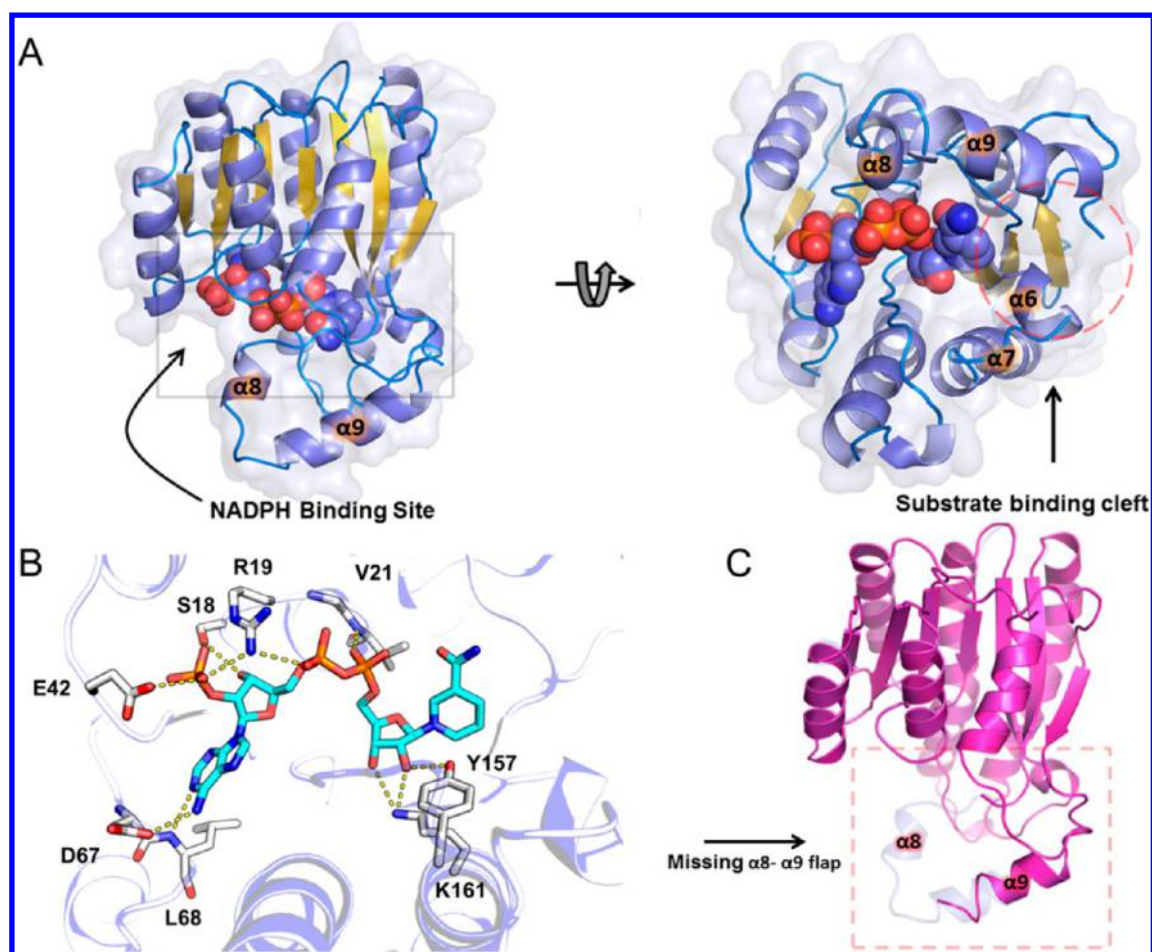 A
α8
α9
NADPH Binding Site
α8
α9
α6
α7
Substrate binding cleft
B
R19
V21
S18
E42
Y157
D67
L68
K161
C
Missing α8- α9 flap
α8
α9